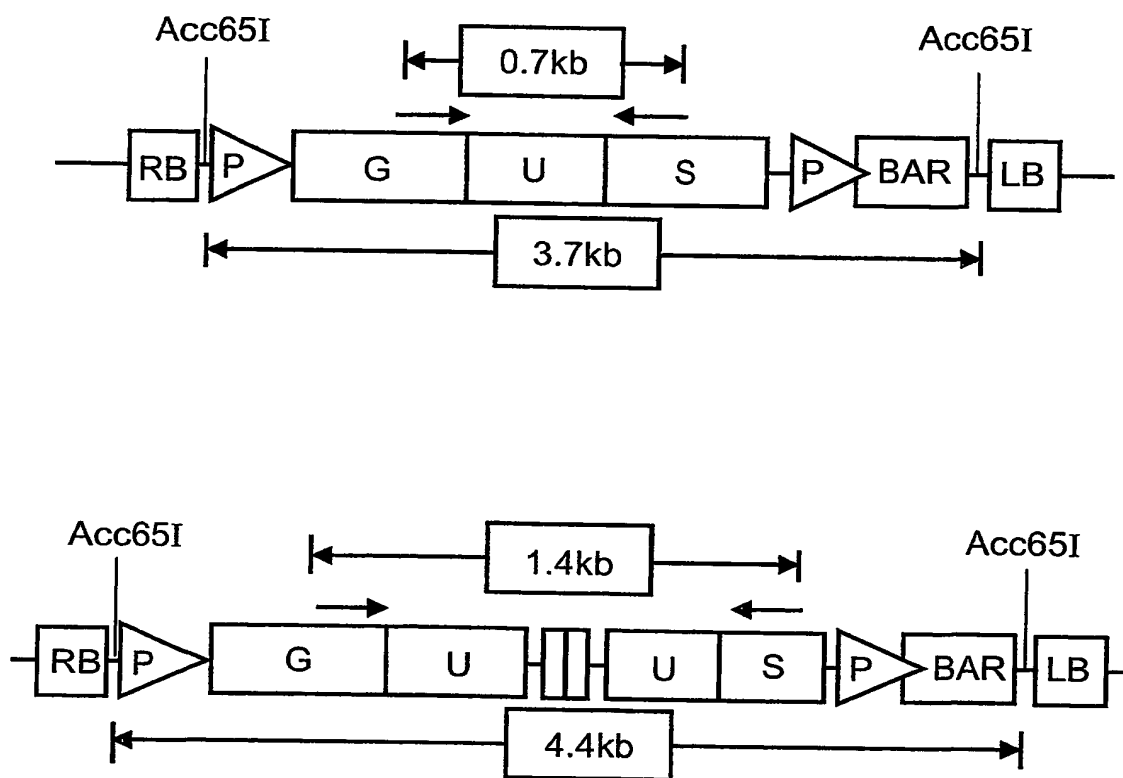 Acc65I
0.7kb
Acc65I
RB P G U S P BAR LB
3.7kb
Acc65I
1.4kb
Acc65I
RB P G U U S P BAR LB
4.4kb